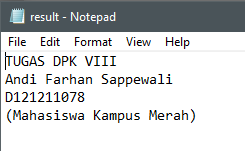 result - Notepad
File Edit Format View Help
TUGAS DPK VIII
Andi Farhan Sappewali
D121211078
(Mahasiswa Kampus Merah)